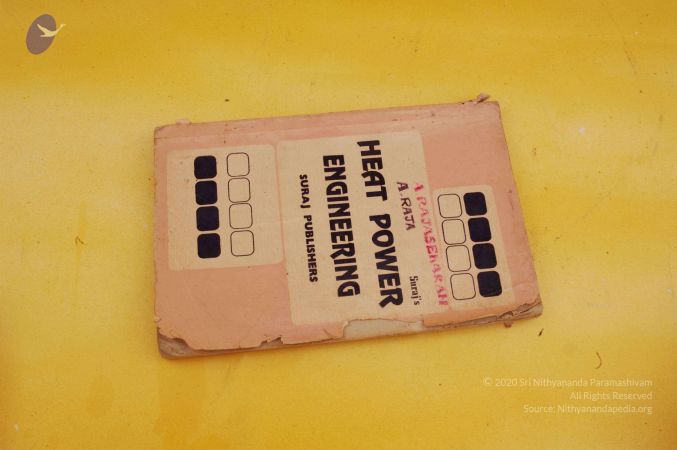 A.RAJASEKARAN
A.RAJA
Suraj's
HEAT POWER
ENGINEERING
SURAJ PUBLISHERS
© 2020 Sri Nithyananda Paramashivam
All Rights Reserved
Source: Nithyanandapedia.org